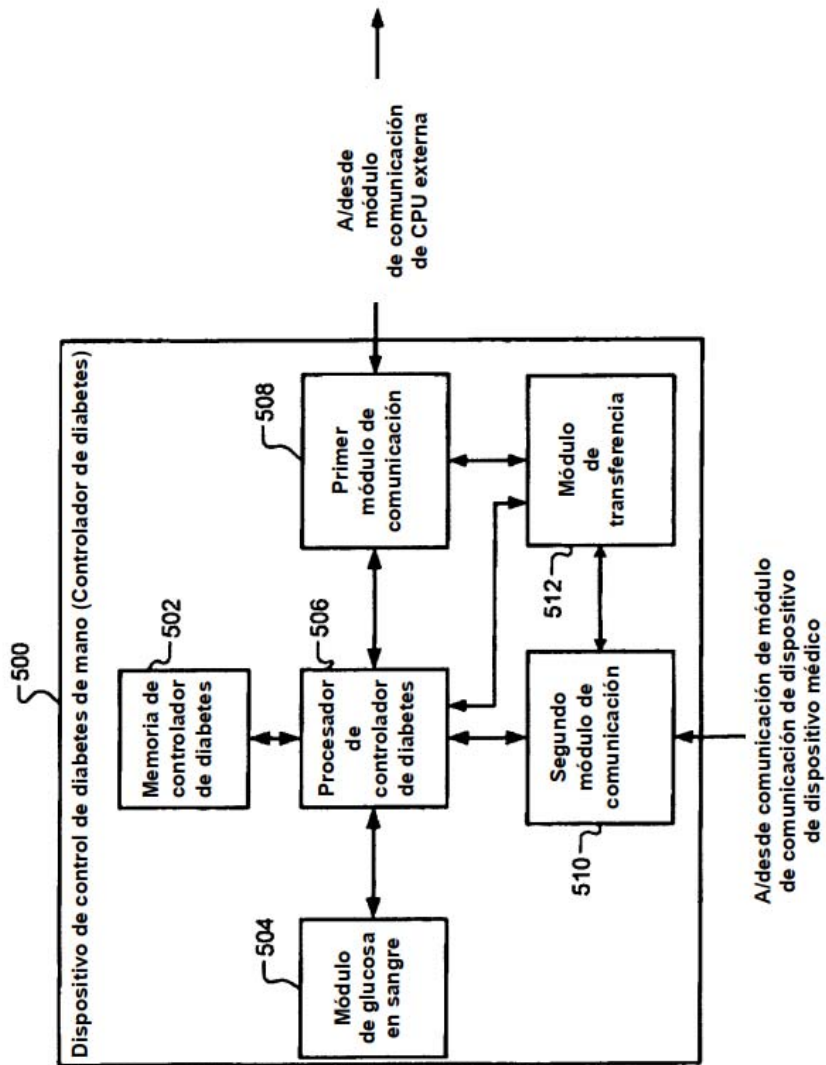 500
Dispositivo de control de diabetes de mano (Controlador de diabetes)
502
Memoria de
controlador
de diabetes
504
Módulo
de glucosa
en sangre
506
Procesador
de
controlador
de diabetes
508
Primer
módulo de
comunicación
A/desde
módulo
de comunicación
de CPU externa
510
Segundo
módulo de
comunicación
512
Módulo
de
transferencia
A/desde comunicación de módulo
de comunicación de dispositivo
de dispositivo médico